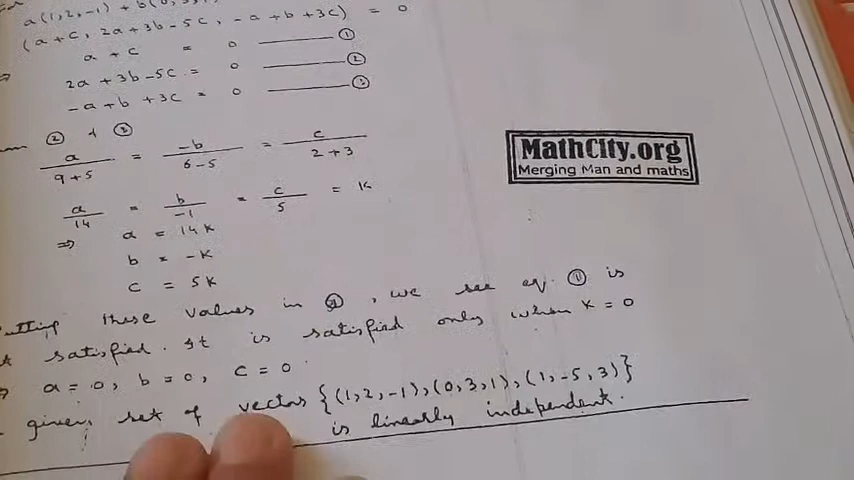 a(1,2,-1) + b(0,3,
(a+c, 2a+3b-5c, -a+b+3c) = 0
⇒ a + c = 0 ——— ①
2a + 3b - 5c = 0 ——— ②
-a + b + 3c = 0 ——— ③
② & ③
a/(9+5) = -b/(6-5) = c/(2+3)
a/14 = b/-1 = c/5 = K
⇒ a = 14K
b = -K
c = 5K
Putting these values in ①, we see eq. ① is
satisfied. It is satisfied only when K = 0
a = 0, b = 0, c = 0
given set of vectors {(1,2,-1),(0,3,1),(1,-5,3)}
is linearly independent.
MathCity.org
Merging Man and maths